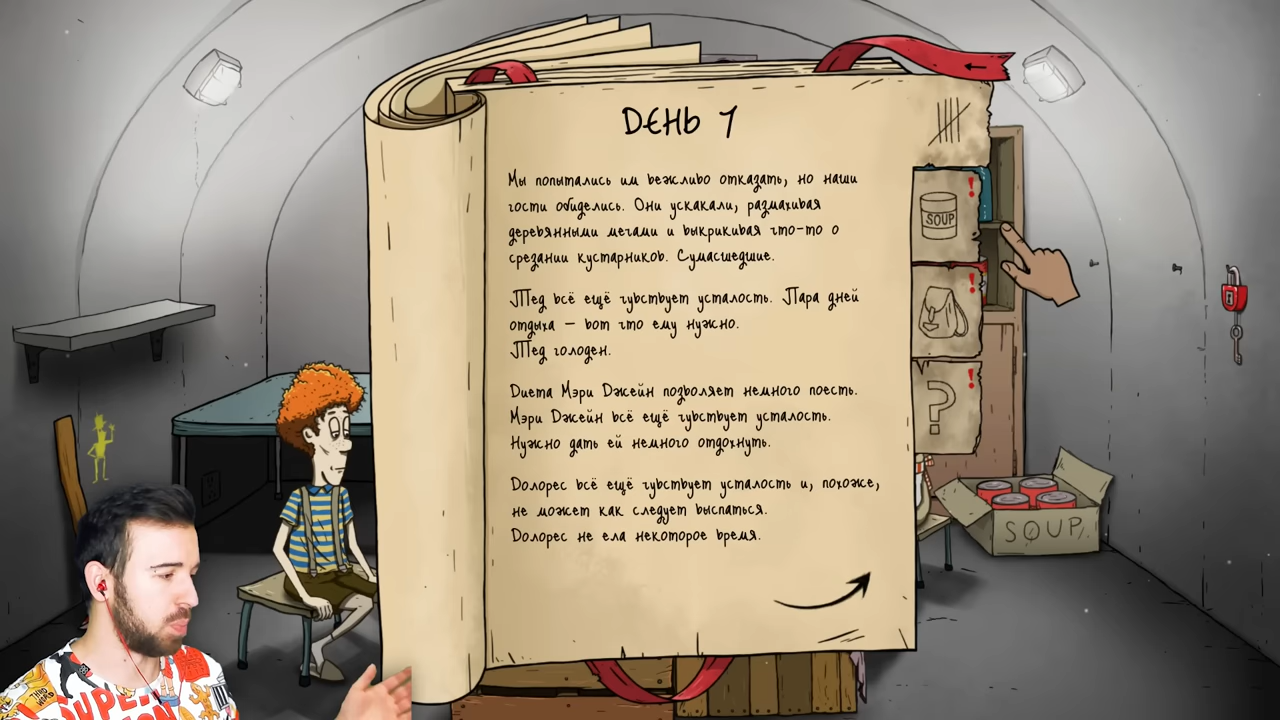 ДЕНЬ 7
Мы попытались им вежливо отказать, но наши
гости обиделись. Они ускакали, размахивая
деревянными мечами и выкрикивая что-то о
срезании кустарников. Сумасшедшие.
Тед всё ещё чувствует усталость. Пара дней
отдыха – вот что ему нужно.
Тед голоден.
Диета Мэри Джейн позволяет немного поесть.
Мэри Джейн всё ещё чувствует усталость.
Нужно дать ей немного отдохнуть.
Долорес всё ещё чувствует усталость и, похоже,
не может как следует выспаться.
Долорес не ела некоторое время.
!
SOUP
!
!
?
SOUP